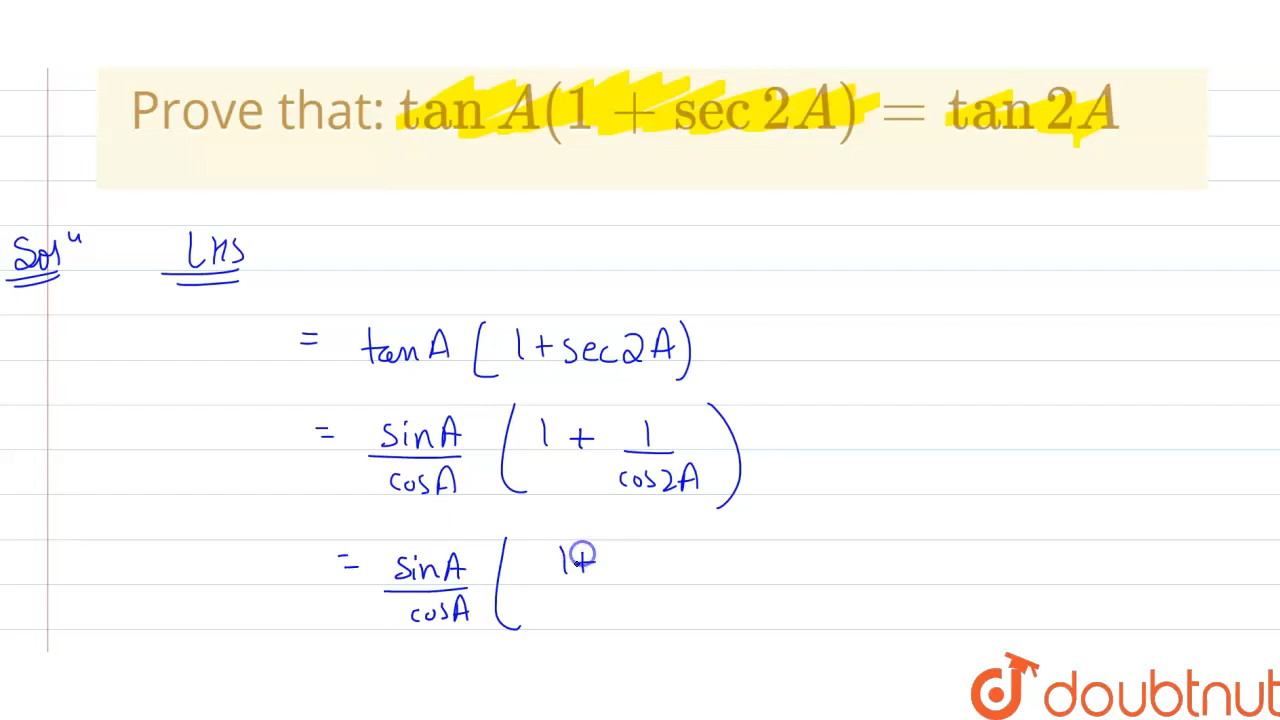 Prove that: tan A(1 + sec 2A) = tan 2A
Solⁿ LHS
= tanA ( 1+sec2A)
= sinA/cosA ( 1 + 1/cos2A )
= sinA/cosA ( 1+
doubtnut